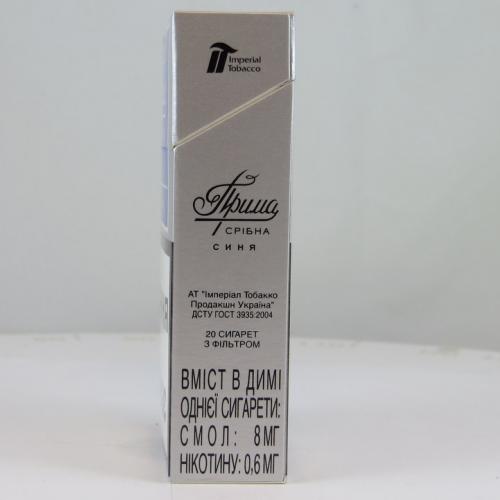 Imperial
Tobacco
Прима
СРІБНА
СИНЯ
АТ "Імперіал Тобакко
Продакшн Україна"
ДСТУ ГОСТ 3935:2004
20 СИГАРЕТ
З ФІЛЬТРОМ
ВМІСТ В ДИМІ
ОДНІЄЇ СИГАРЕТИ:
СМОЛ: 8 МГ
НІКОТИНУ: 0,6 МГ